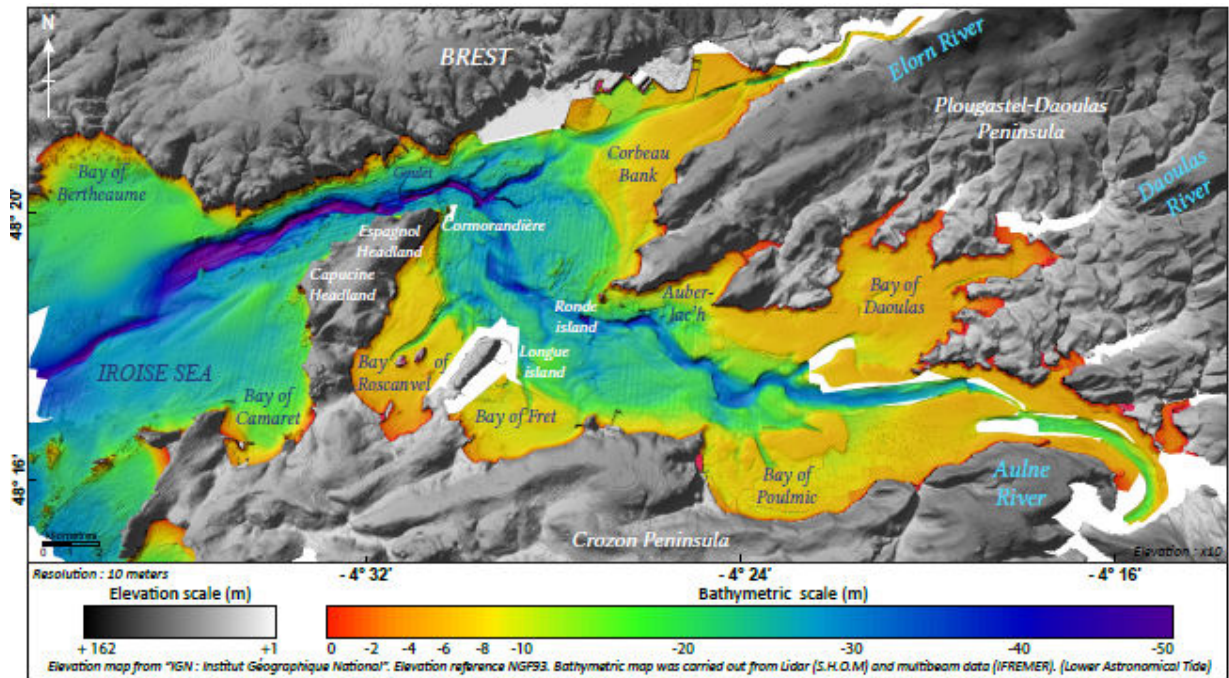 N
BREST
Elorn River
Plougastel-Daoulas
Peninsula
Daoulas
River
Bay of
Bertheaume
Corbeau
Bank
Goulet
48° 20'
Cormorandière
Espagnol
Headland
Capucine
Headland
Auber-
lac'h
Bay of
Daoulas
Ronde
island
IROISE SEA
Bay of
Roscanvel
Longue
island
Bay of
Camaret
Bay of Fret
48° 16'
Bay of
Poulmic
Aulne
River
Crozon Peninsula
0 2
Elevation : x10
Resolution : 10 meters
- 4° 32'
- 4° 24'
- 4° 16'
Elevation scale (m)
Bathymetric scale (m)
+ 162 +1
0 -2 -4 -6 -8 -10 -20 -30 -40 -50
Elevation map from "IGN : Institut Géographique National". Elevation reference NGF93. Bathymetric map was carried out from Lidar (S.H.O.M) and multibeam data (IFREMER). (Lower Astronomical Tide)